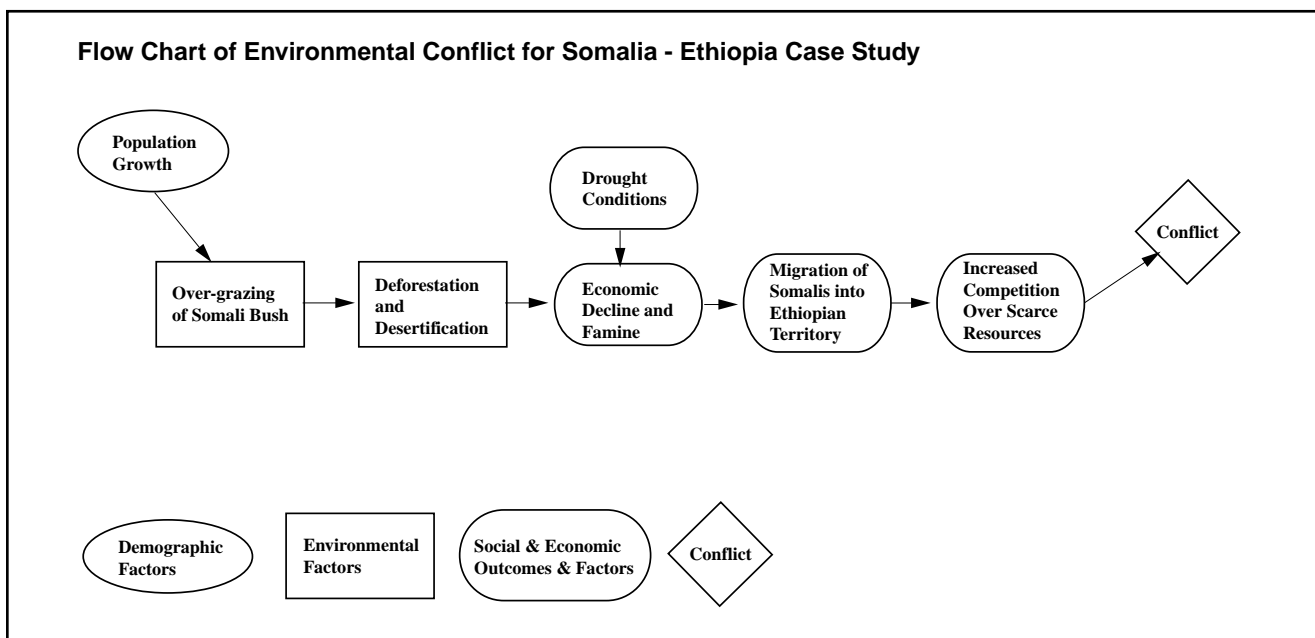 Flow Chart of Environmental Conflict for Somalia - Ethiopia Case Study
Population
Growth
Drought
Conditions
Conflict
Over-grazing
of Somali Bush
Deforestation
and
Desertification
Economic
Decline and
Famine
Migration of
Somalis into
Ethiopian
Territory
Increased
Competition
Over Scarce
Resources
Demographic
Factors
Environmental
Factors
Social & Economic
Outcomes & Factors
Conflict